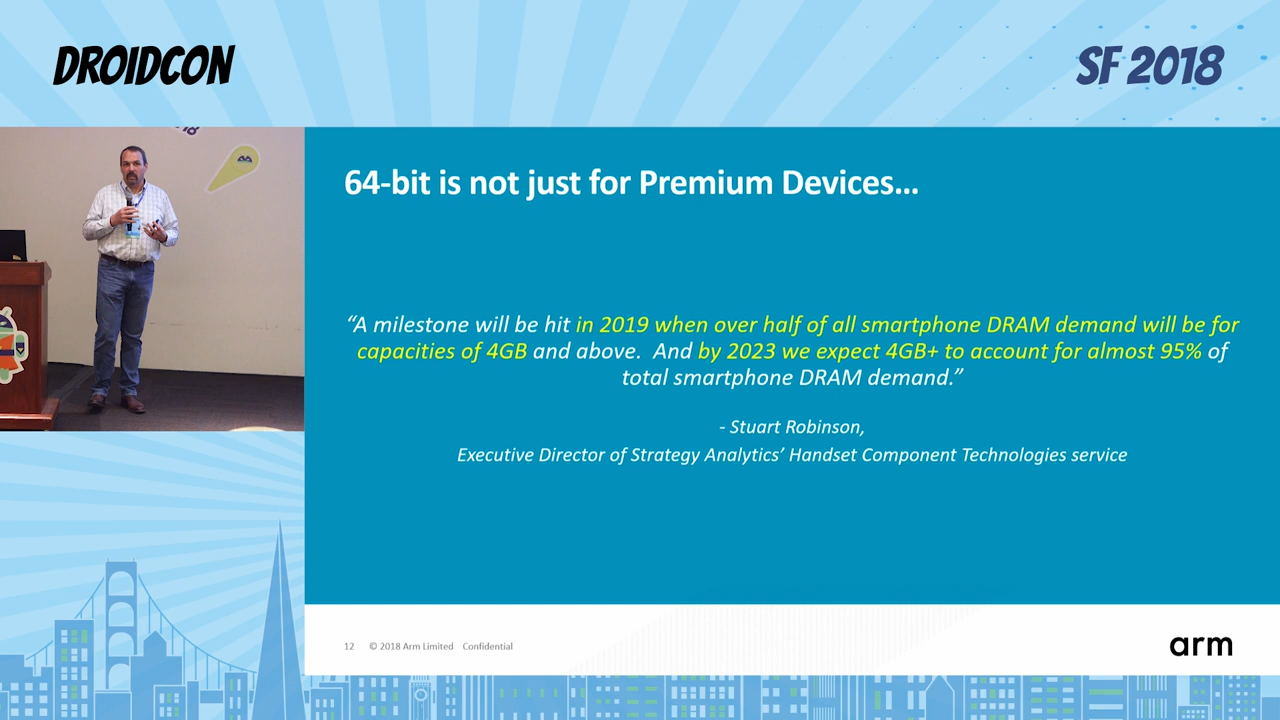 DROIDCON
SF 2018
64-bit is not just for Premium Devices...
“A milestone will be hit in 2019 when over half of all smartphone DRAM demand will be for
capacities of 4GB and above.  And by 2023 we expect 4GB+ to account for almost 95% of
total smartphone DRAM demand.”
- Stuart Robinson,
Executive Director of Strategy Analytics’ Handset Component Technologies service
12
© 2018 Arm Limited
Confidential
arm